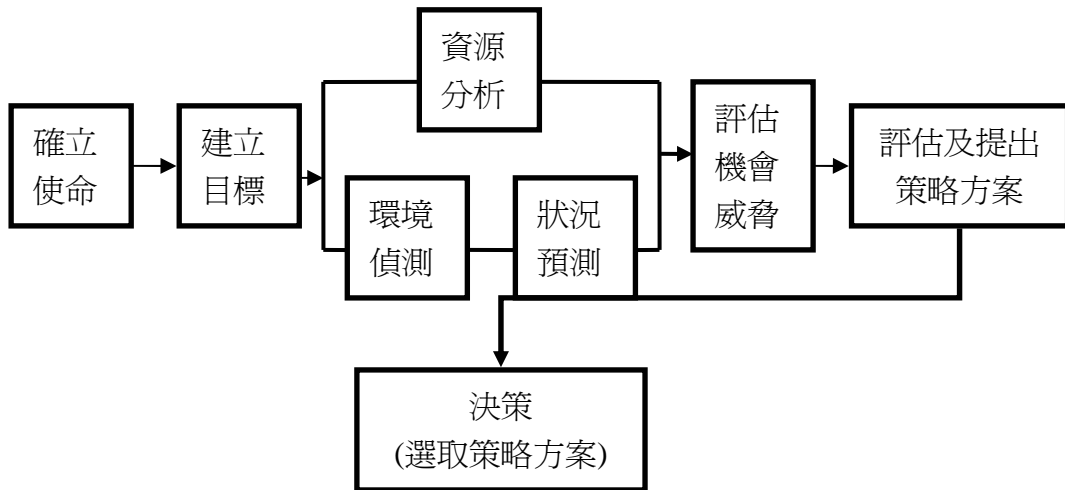 確立
使命
建立
目標
資源
分析
環境
偵測
狀況
預測
評估
機會
威脅
評估及提出
策略方案
決策
(選取策略方案)